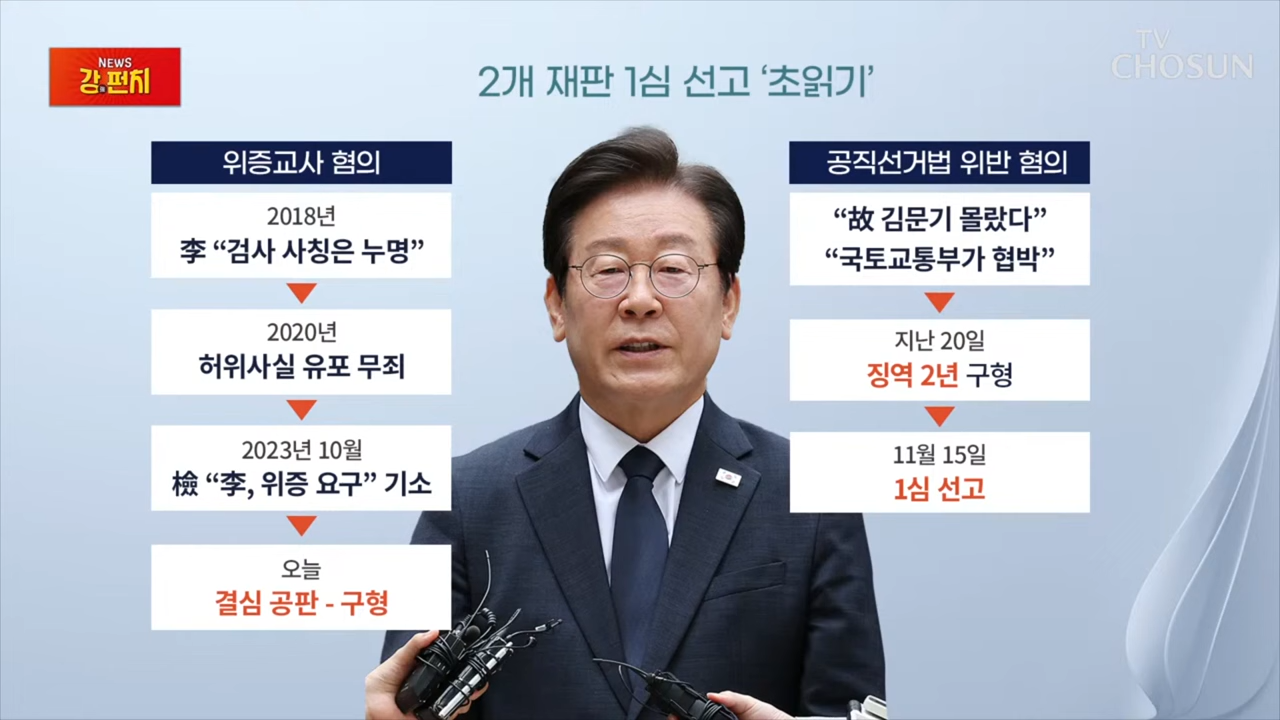 NEWS
강펀치
TV
CHOSUN
2개 재판 1심 선고 ‘초읽기’
위증교사 혐의
2018년
李 “검사 사칭은 누명”
2020년
허위사실 유포 무죄
2023년 10월
檢 “李, 위증 요구” 기소
오늘
결심 공판 - 구형
공직선거법 위반 혐의
“故 김문기 몰랐다”
“국토교통부가 협박”
지난 20일
징역 2년 구형
11월 15일
1심 선고